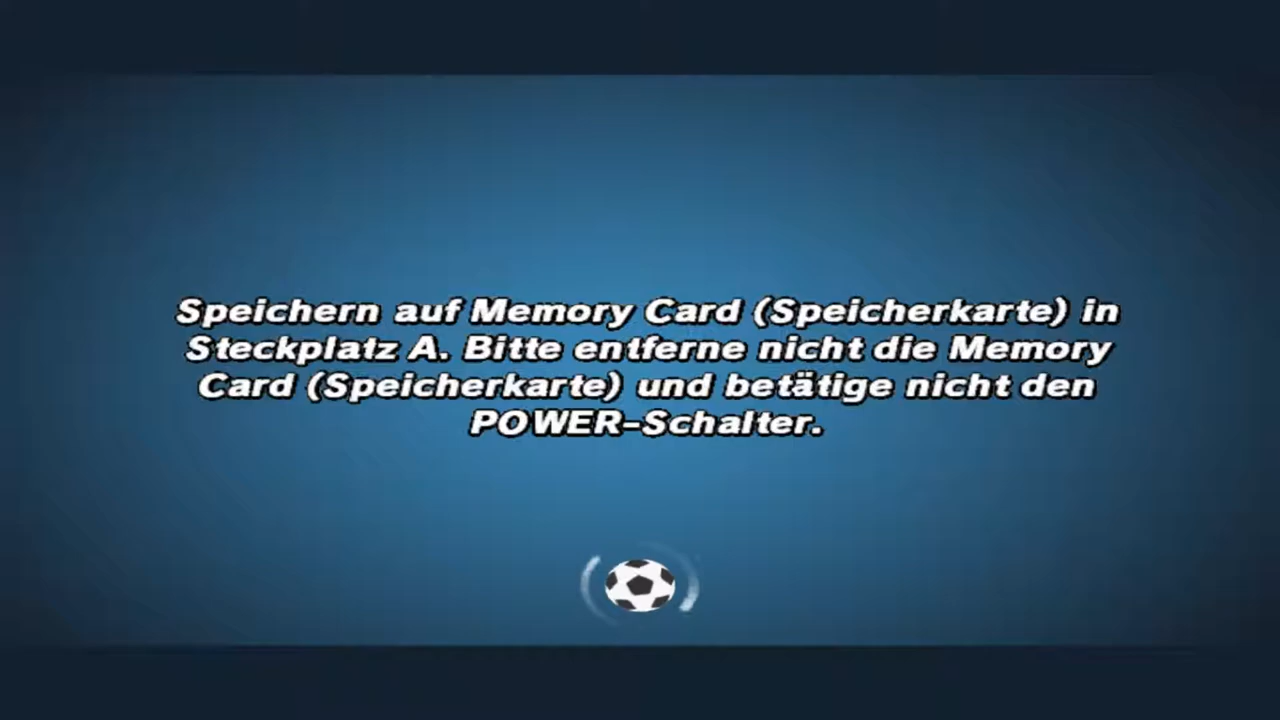 Speichern auf Memory Card (Speicherkarte) in
Steckplatz A. Bitte entferne nicht die Memory
Card (Speicherkarte) und betätige nicht den
POWER-Schalter.